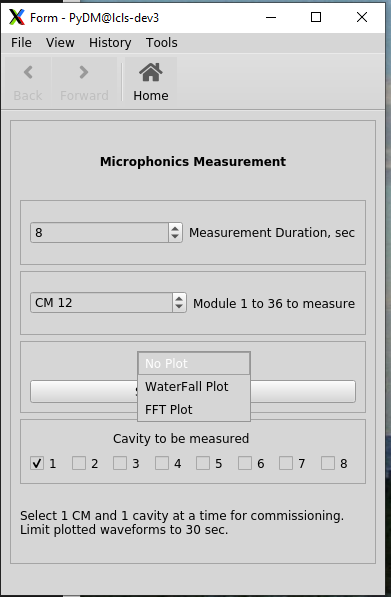 Form - PyDM@lcls-dev3
File View History Tools
Back Forward Home
Microphonics Measurement
8 Measurement Duration, sec
CM 12 Module 1 to 36 to measure
No Plot
WaterFall Plot
FFT Plot
Cavity to be measured
1 2 3 4 5 6 7 8
Select 1 CM and 1 cavity at a time for commissioning.
Limit plotted waveforms to 30 sec.